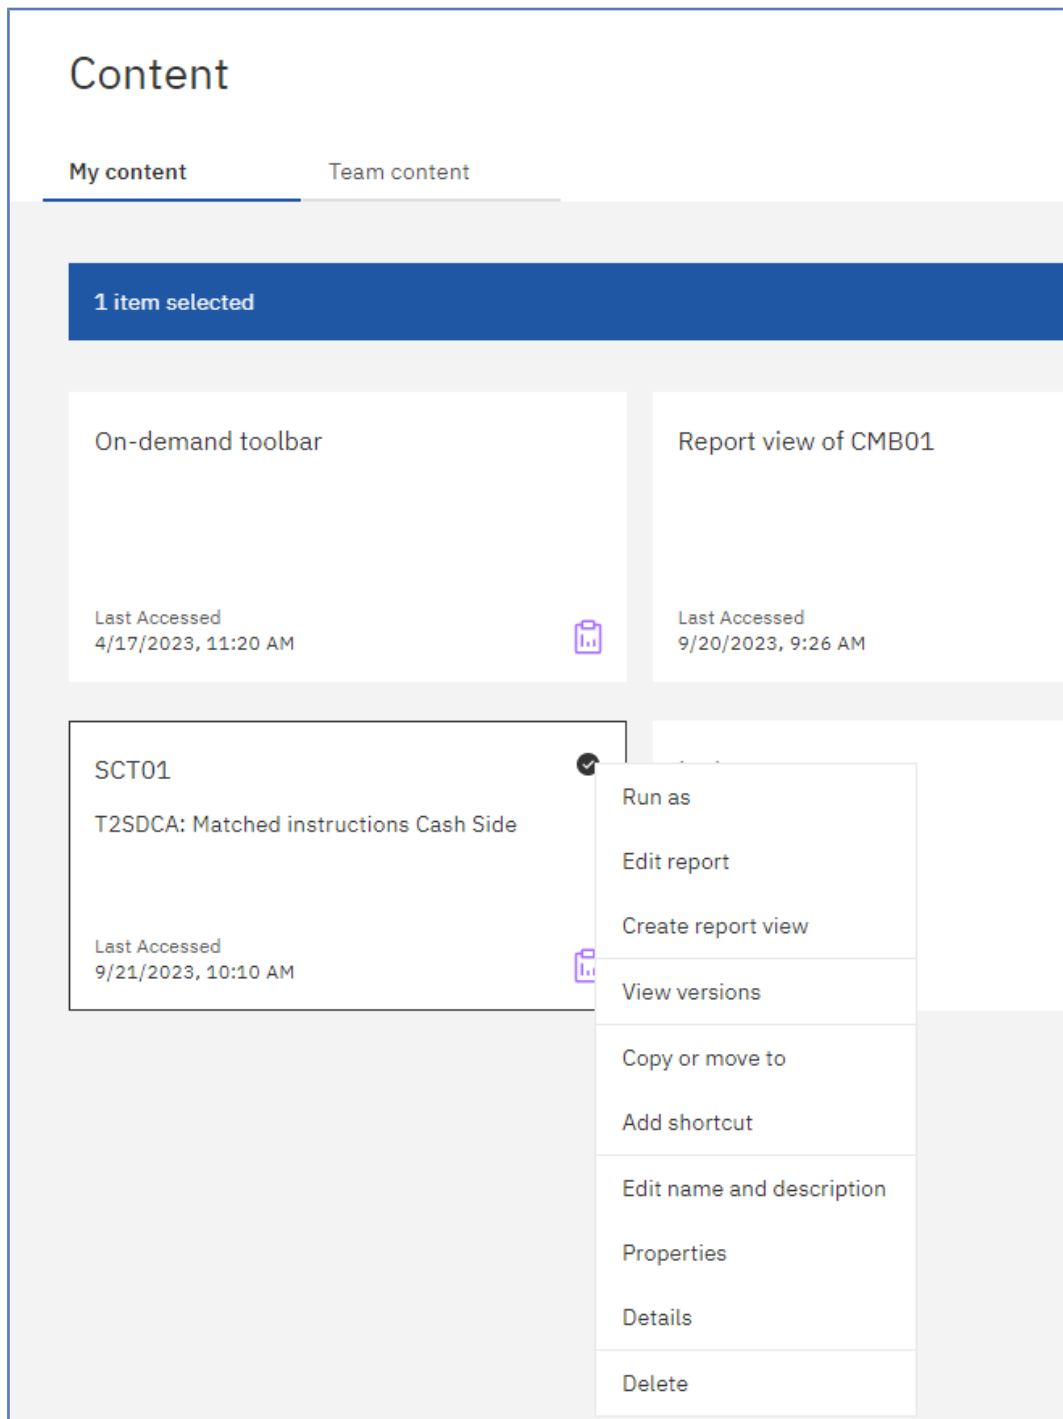 Content
My content
Team content
1 item selected
On-demand toolbar
Last Accessed
4/17/2023, 11:20 AM
Report view of CMB01
Last Accessed
9/20/2023, 9:26 AM
SCT01
T2SDCA: Matched instructions Cash Side
Last Accessed
9/21/2023, 10:10 AM
Run as
Edit report
Create report view
View versions
Copy or move to
Add shortcut
Edit name and description
Properties
Details
Delete